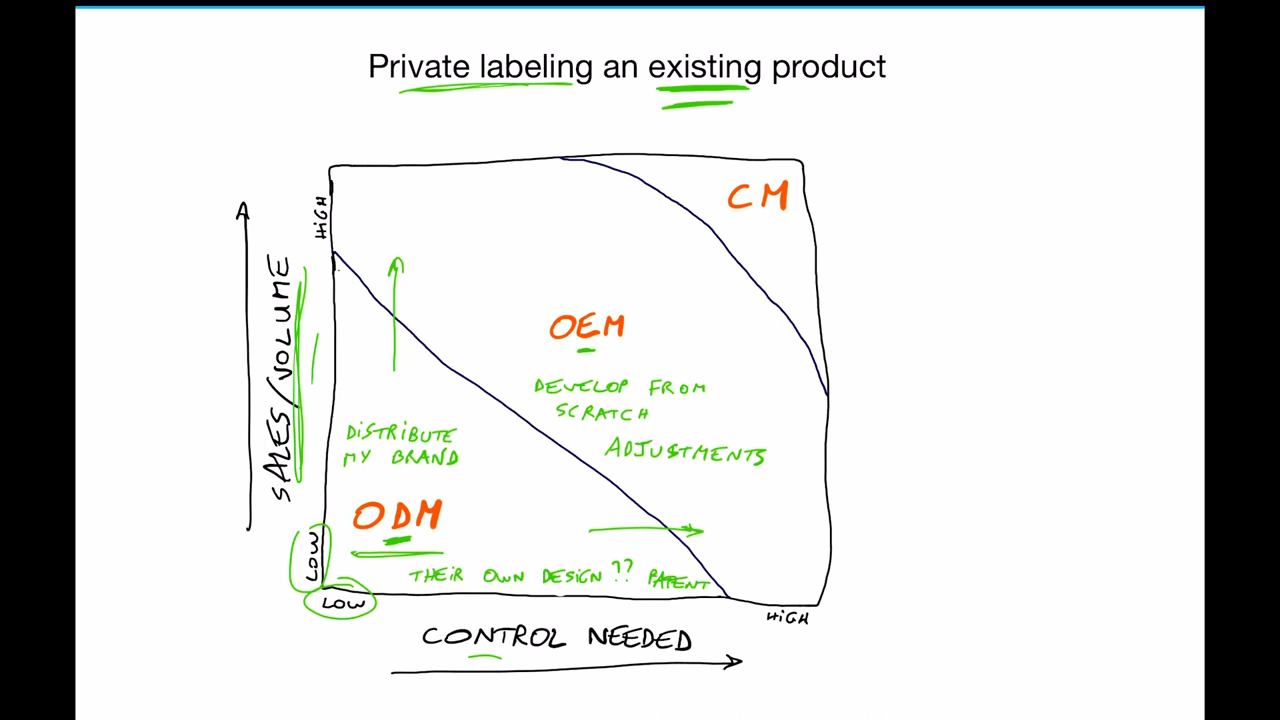 Private labeling an existing product
CM
HiGH
SALES/VOLUME
OEM
DEVELOP FROM
SCRATCH
ADJUSTMENTS
DiSTRiBUTE
MY BRAND
ODM
LOW
THEiR OWN DESiGN ?? PATENT
LOW
HiGH
CONTROL NEEDED